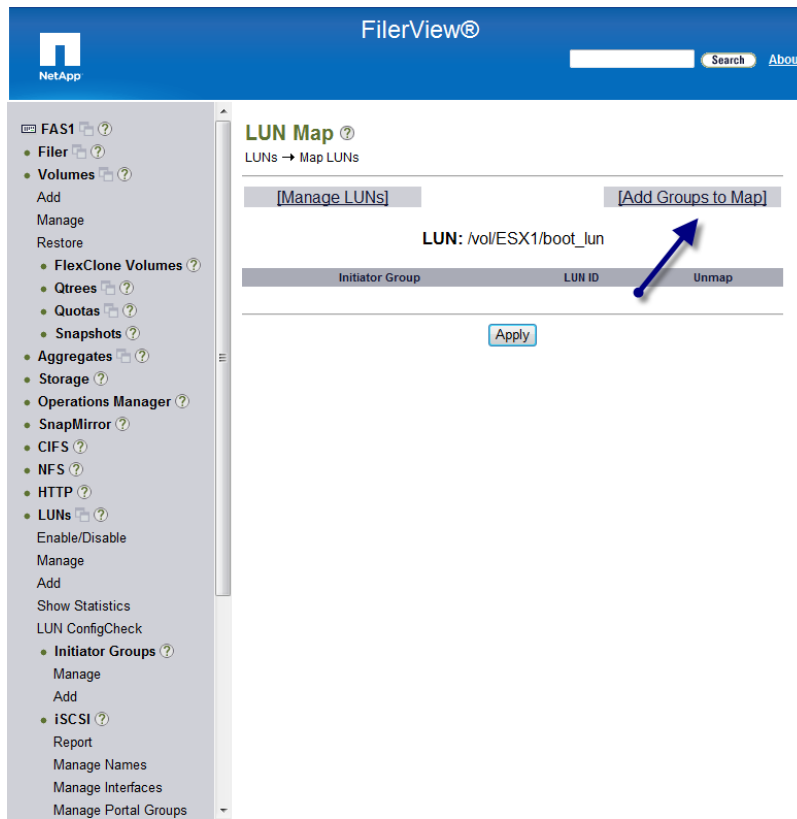 FilerView®
NetApp
Search
Abou
FAS1
Filer
Volumes
Add
Manage
Restore
FlexClone Volumes
Qtrees
Quotas
Snapshots
Aggregates
Storage
Operations Manager
SnapMirror
CIFS
NFS
HTTP
LUNs
Enable/Disable
Manage
Add
Show Statistics
LUN ConfigCheck
Initiator Groups
Manage
Add
iSCSI
Report
Manage Names
Manage Interfaces
Manage Portal Groups
LUN Map
LUNs → Map LUNs
[Manage LUNs] [Add Groups to Map]
LUN: /vol/ESX1/boot_lun
Initiator Group LUN ID Unmap
Apply